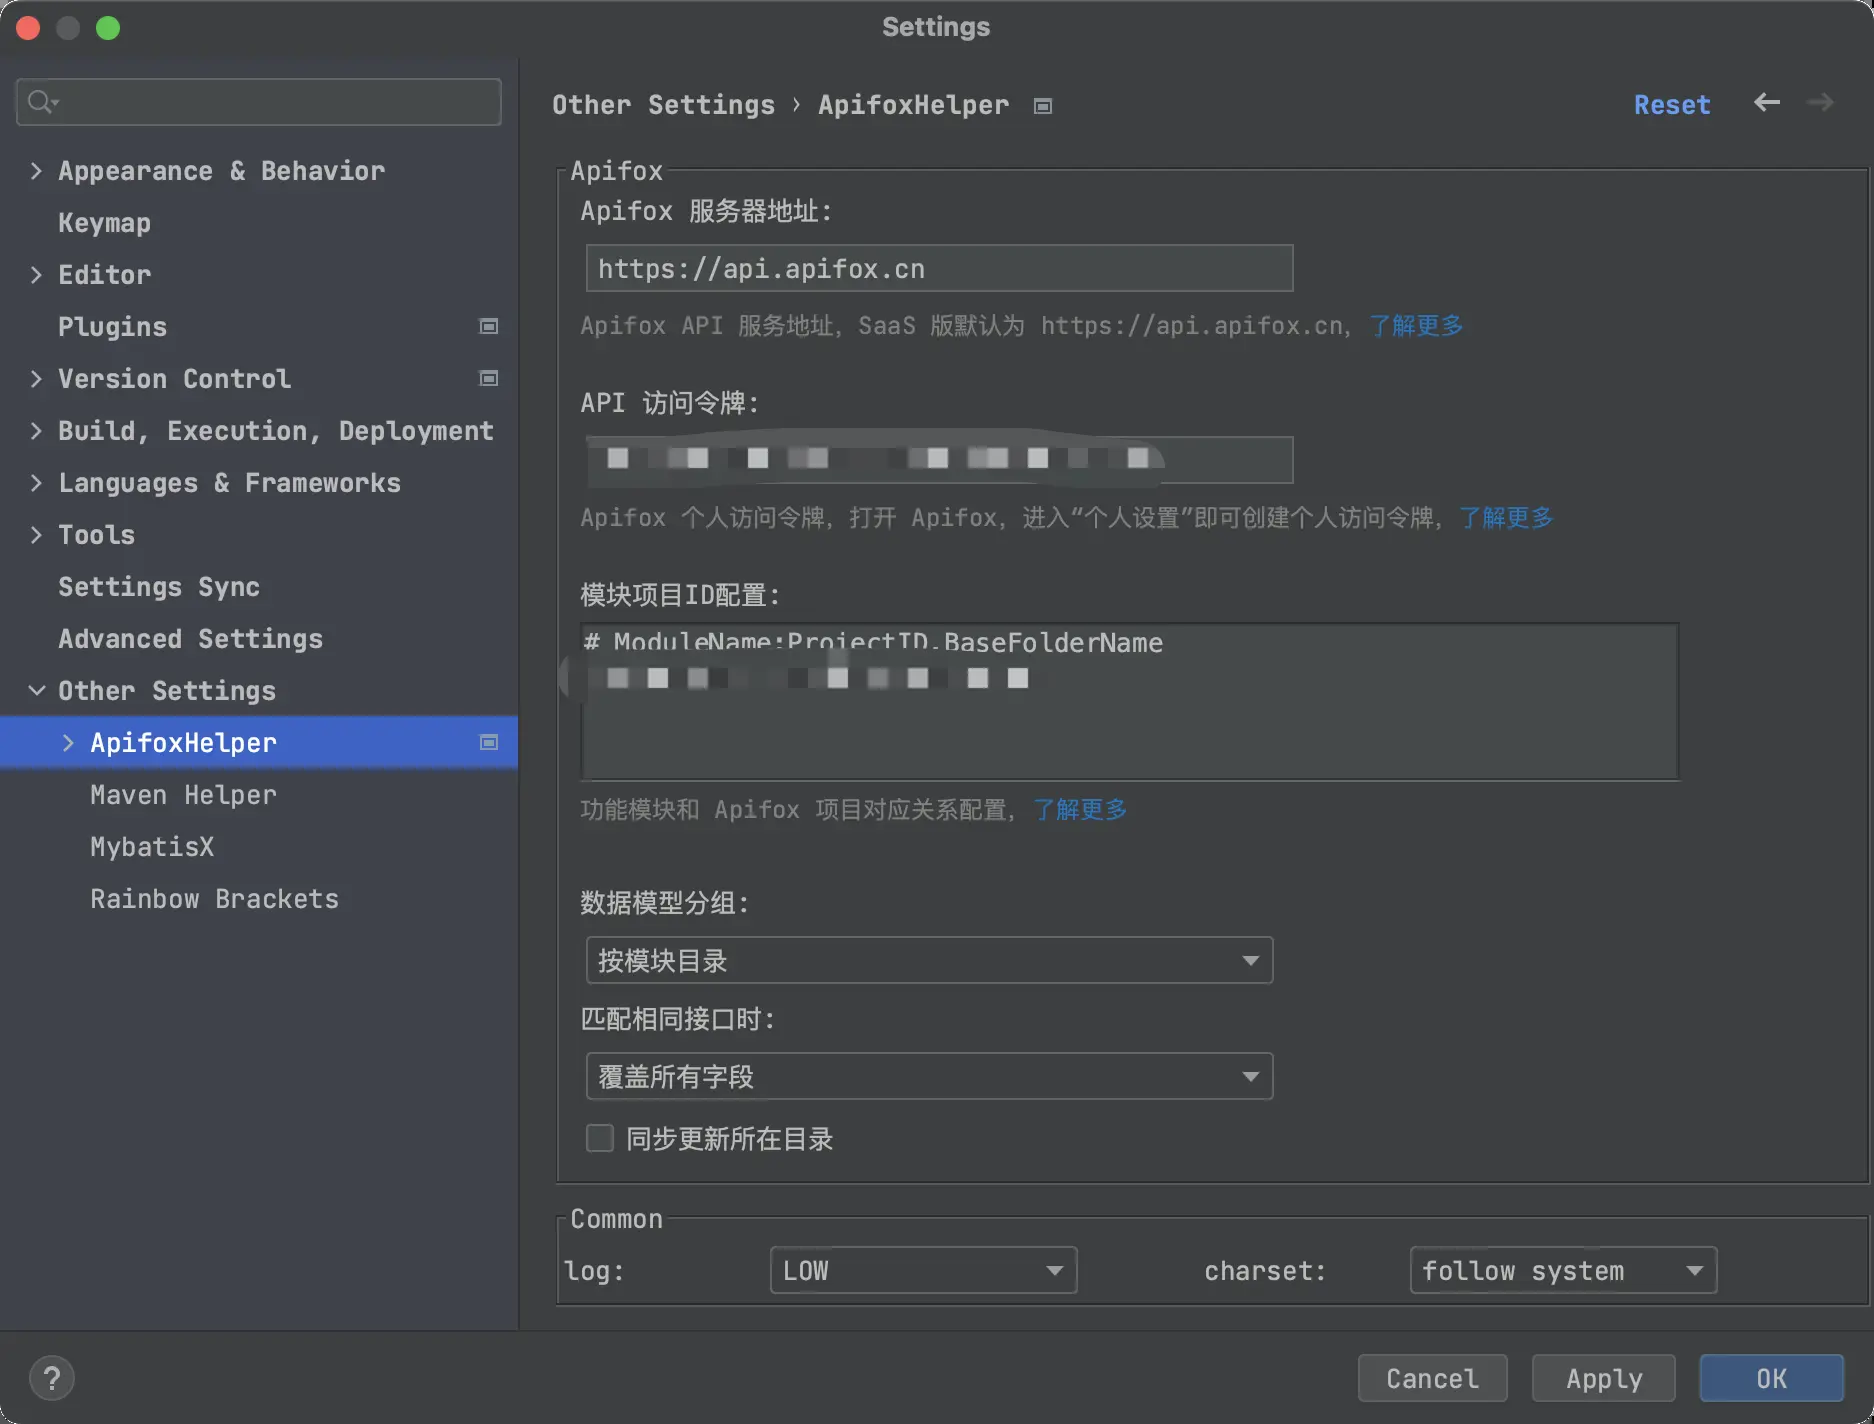 Settings
Appearance & Behavior
Keymap
Editor
Plugins
Version Control
Build, Execution, Deployment
Languages & Frameworks
Tools
Settings Sync
Advanced Settings
Other Settings
ApifoxHelper
Maven Helper
MybatisX
Rainbow Brackets
Other Settings › ApifoxHelper
Reset
Apifox
Apifox 服务器地址:
https://api.apifox.cn
Apifox API 服务地址, SaaS 版默认为 https://api.apifox.cn, 了解更多
API 访问令牌:
Apifox 个人访问令牌, 打开 Apifox, 进入“个人设置”即可创建个人访问令牌, 了解更多
模块项目ID配置:
# ModuleName:ProjectID.BaseFolderName
功能模块和 Apifox 项目对应关系配置, 了解更多
数据模型分组:
按模块目录
匹配相同接口时:
覆盖所有字段
同步更新所在目录
Common
log: LOW charset: follow system
? Cancel Apply OK